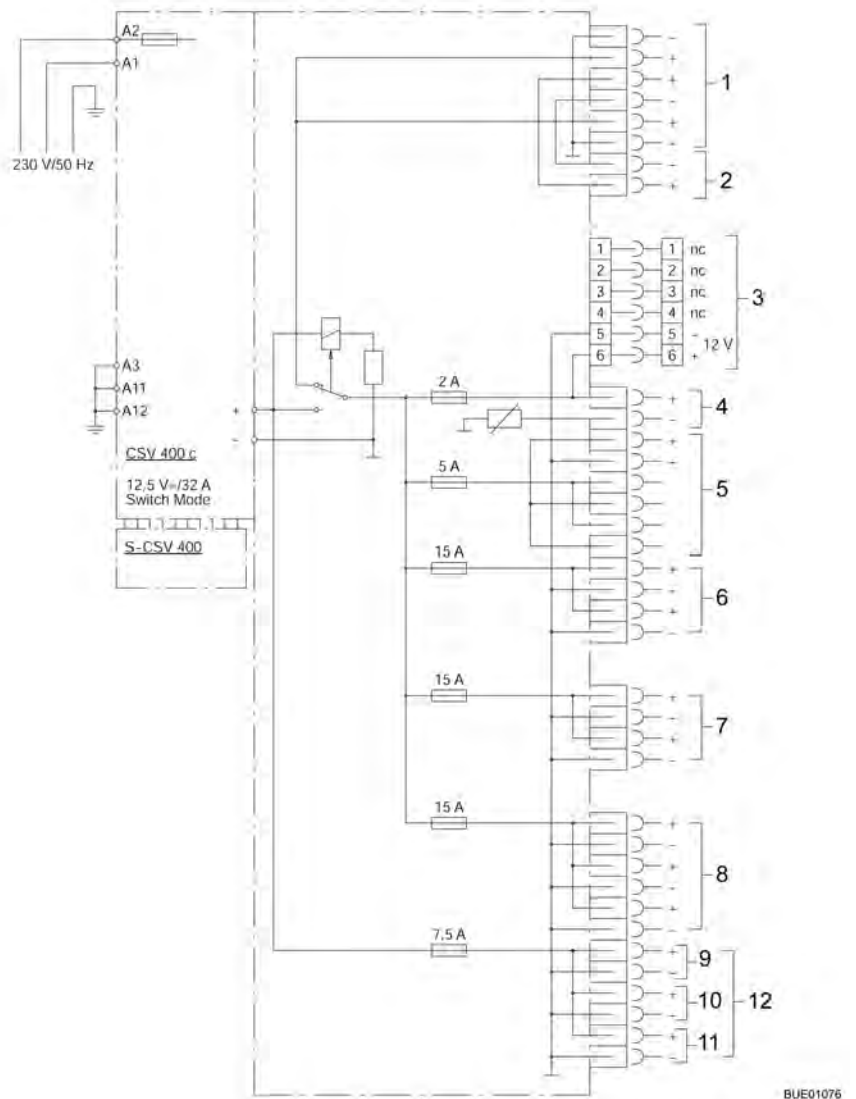 A2
−
+
A1
+
1
−
+
+
230 V/50 Hz
−
2
+
1 1 nc
2 2 nc
3 3 nc
3
4 4 nc
5 5 −
12 V
6 6 +
A3
A11
2 A
+
4
A12
+
−
−
+
CSV 400 c
+
12,5 V=/32 A
5 A
5
Switch Mode
S-CSV 400
15 A
+
−
6
+
−
15 A
+
−
7
+
−
15 A
+
−
+
8
−
+
−
7,5 A
+
9
−
+
10
12
−
+
11
−
BUE01076